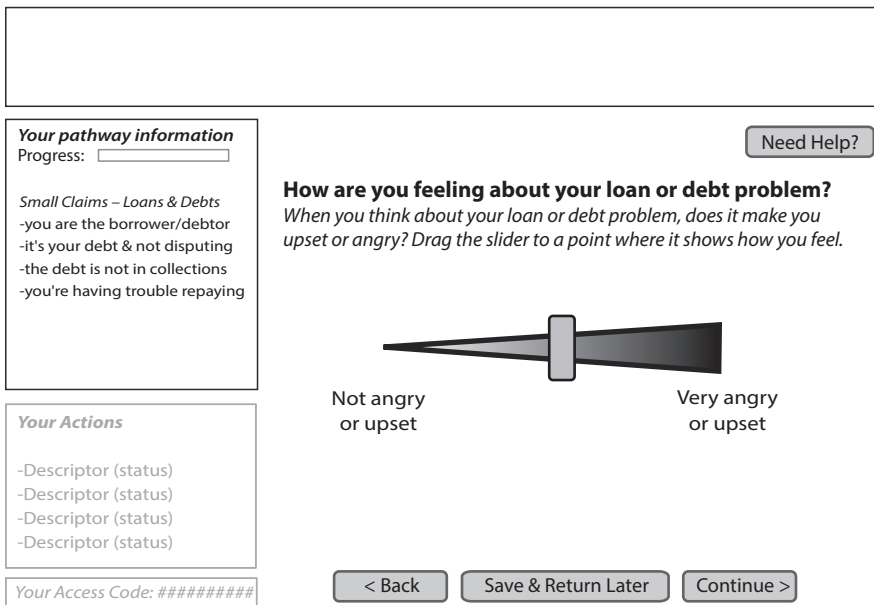 Your pathway information
Progress:
Small Claims – Loans & Debts
-you are the borrower/debtor
-it's your debt & not disputing
-the debt is not in collections
-you're having trouble repaying
Your Actions
-Descriptor (status)
-Descriptor (status)
-Descriptor (status)
-Descriptor (status)
Your Access Code: ##########
Need Help?
How are you feeling about your loan or debt problem?
When you think about your loan or debt problem, does it make you
upset or angry? Drag the slider to a point where it shows how you feel.
Not angry
or upset
Very angry
or upset
< Back
Save & Return Later
Continue >